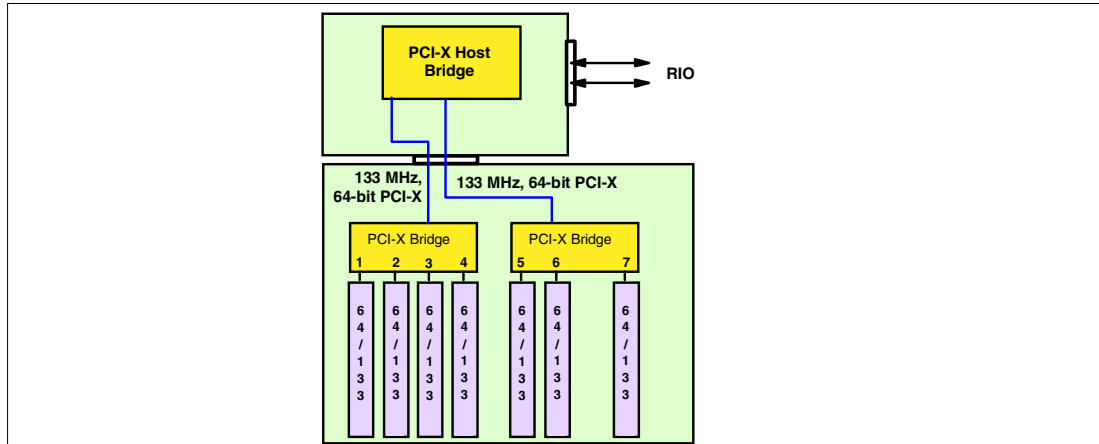 PCI-X Host
Bridge
RIO
133 MHz,
64-bit PCI-X
133 MHz, 64-bit PCI-X
PCI-X Bridge
1 2 3 4
PCI-X Bridge
5 6 7
64/133
64/133
64/133
64/133
64/133
64/133
64/133